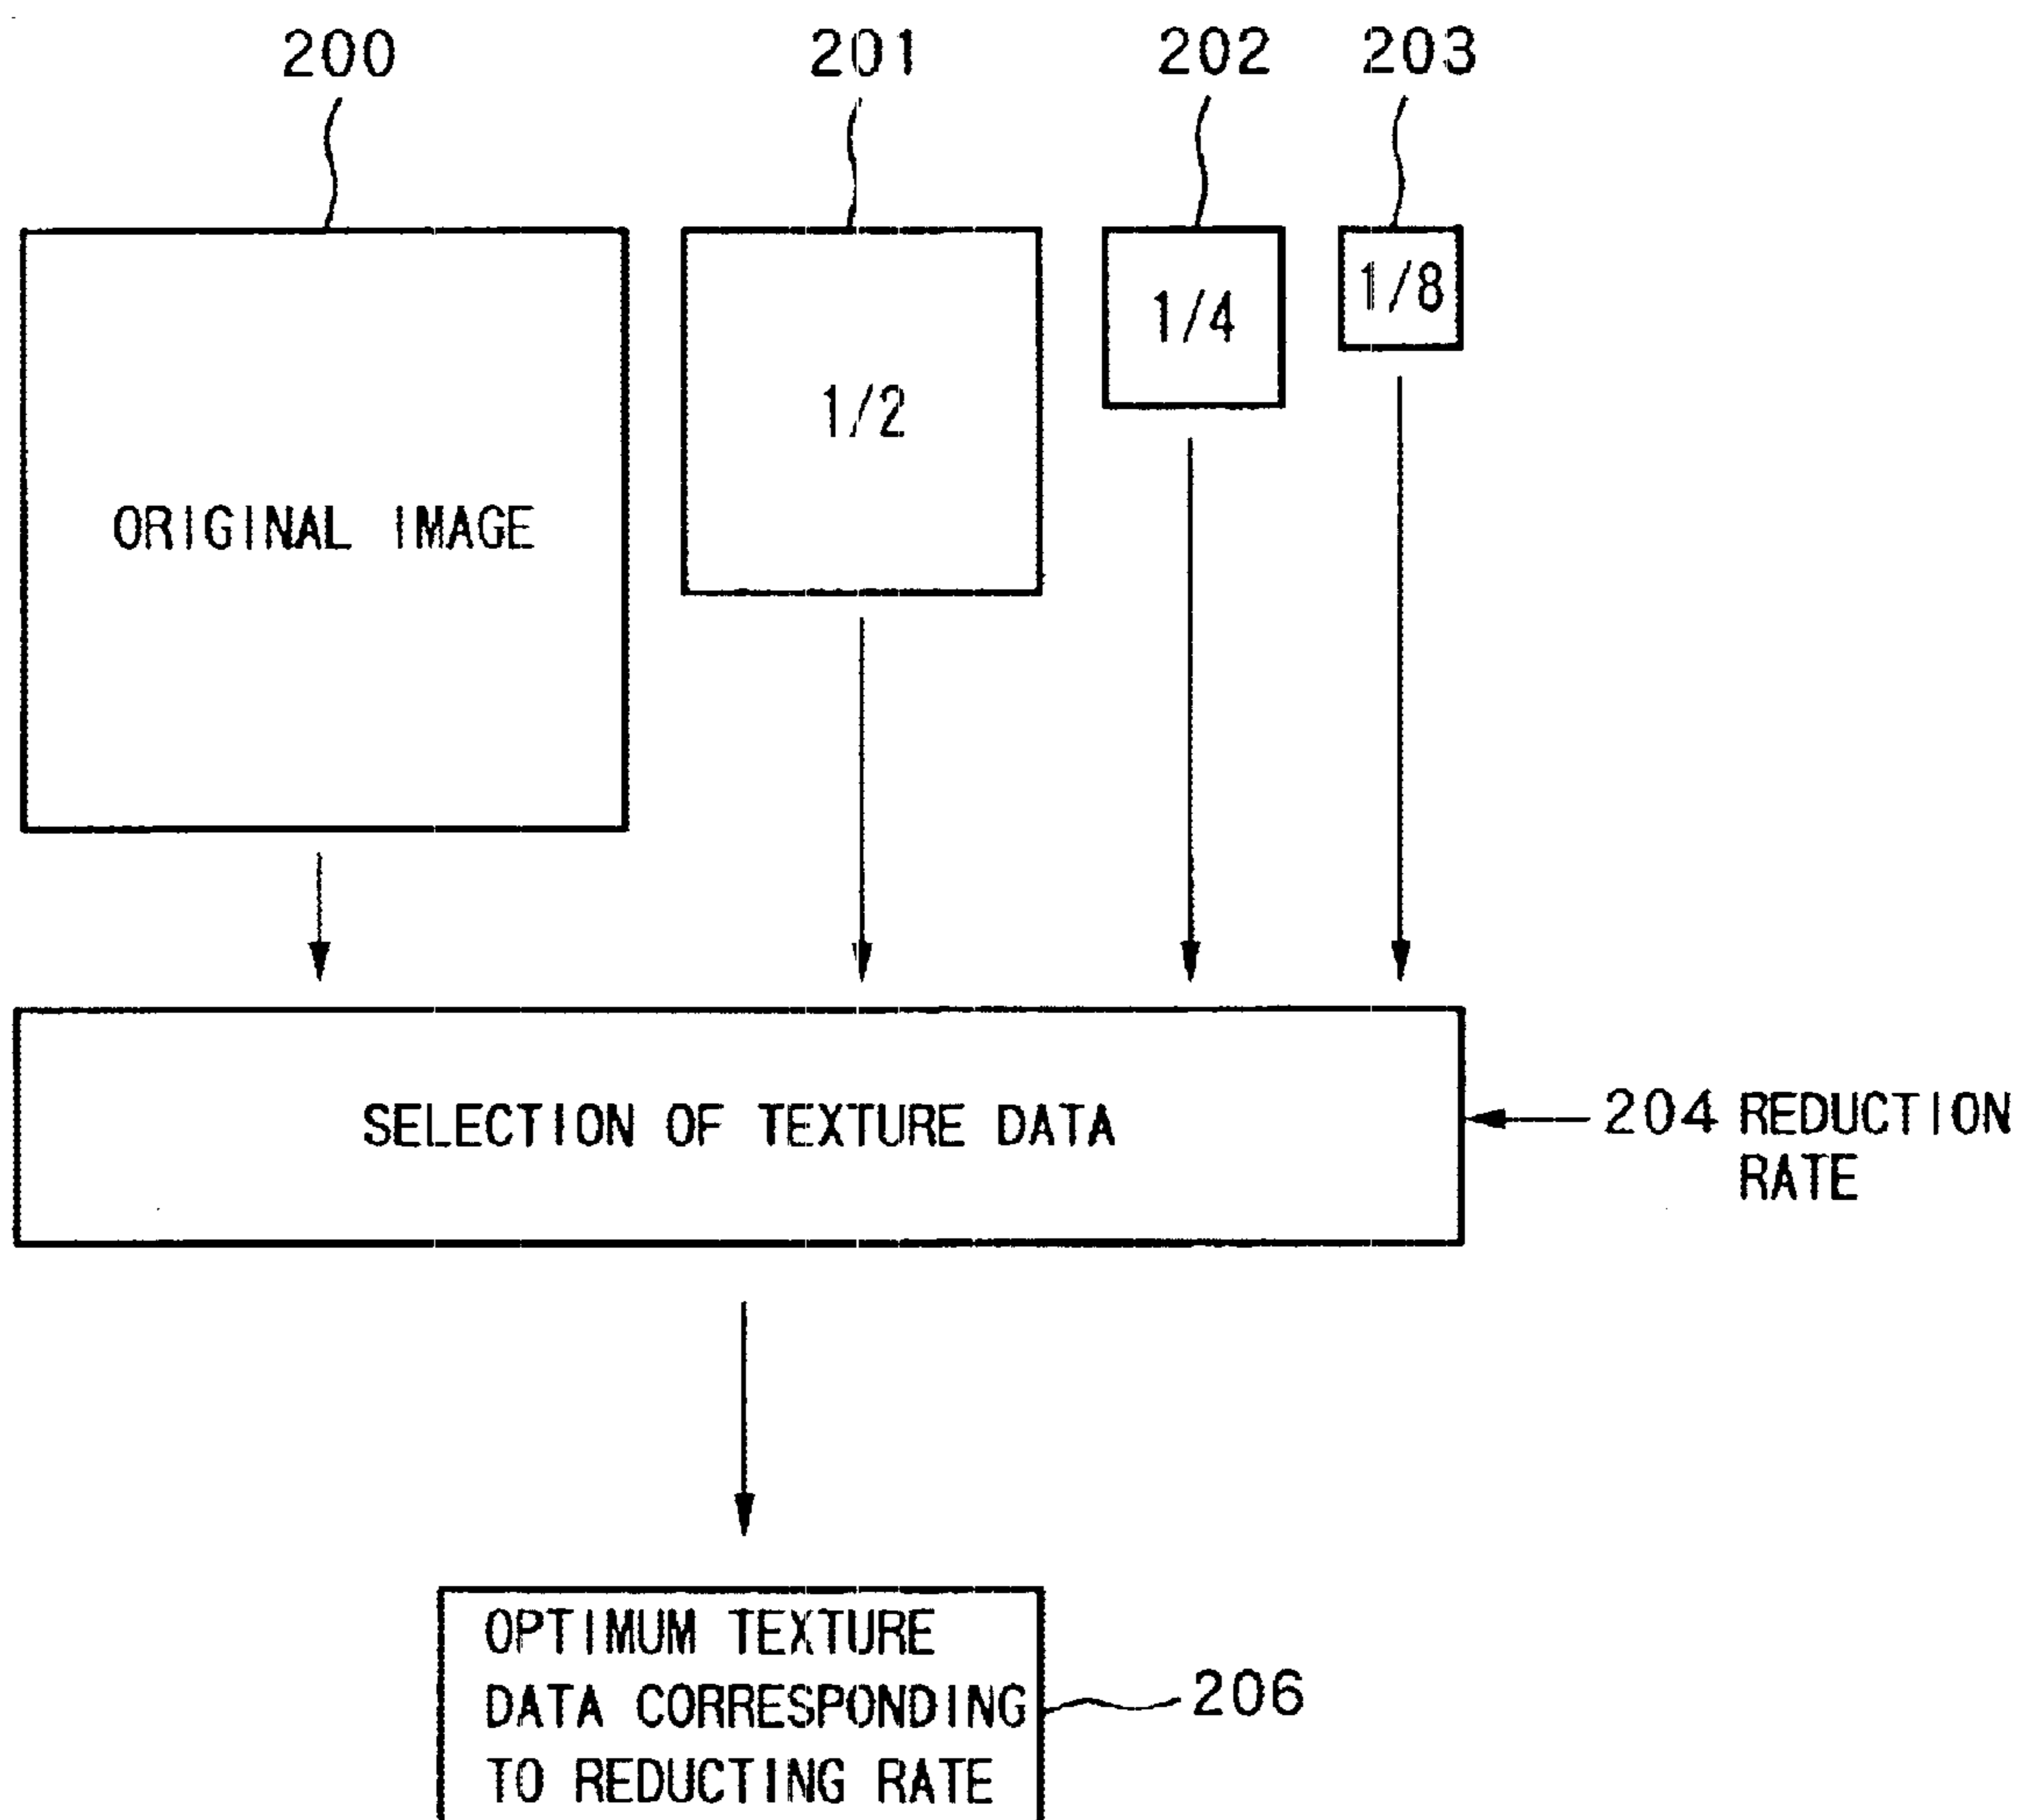 200
201
202
203
ORIGINAL IMAGE
1/2
1/4
1/8
SELECTION OF TEXTURE DATA
204 REDUCTION
RATE
OPTIMUM TEXTURE
DATA CORRESPONDING
TO REDUCTING RATE
206